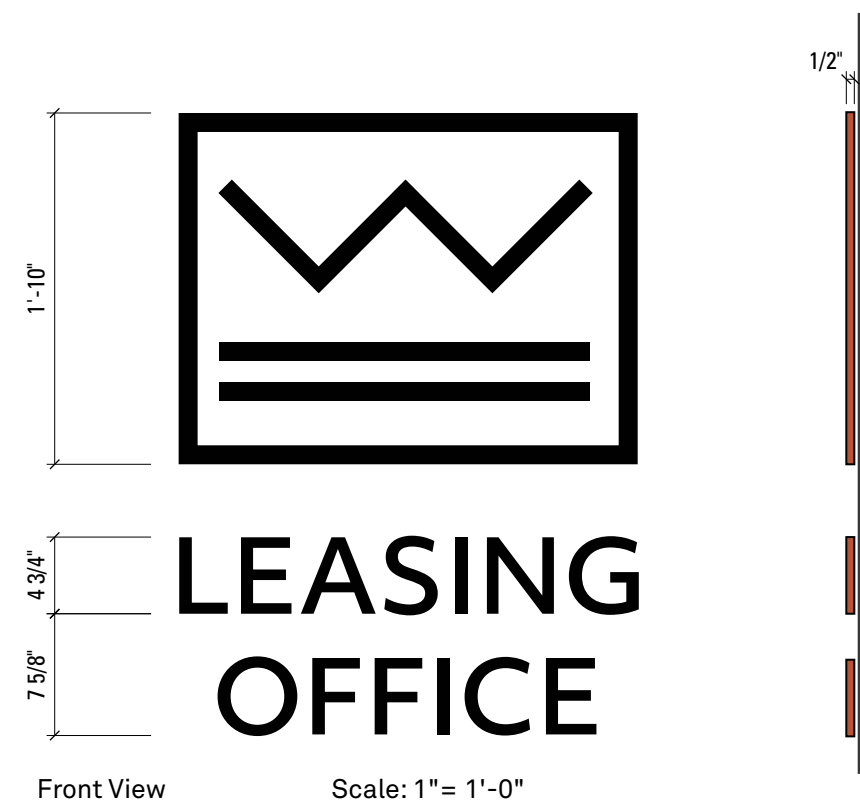 1/2"
1'-10"
4 3/4"
LEASING
7 5/8"
OFFICE
Front View
Scale: 1"= 1'-0"